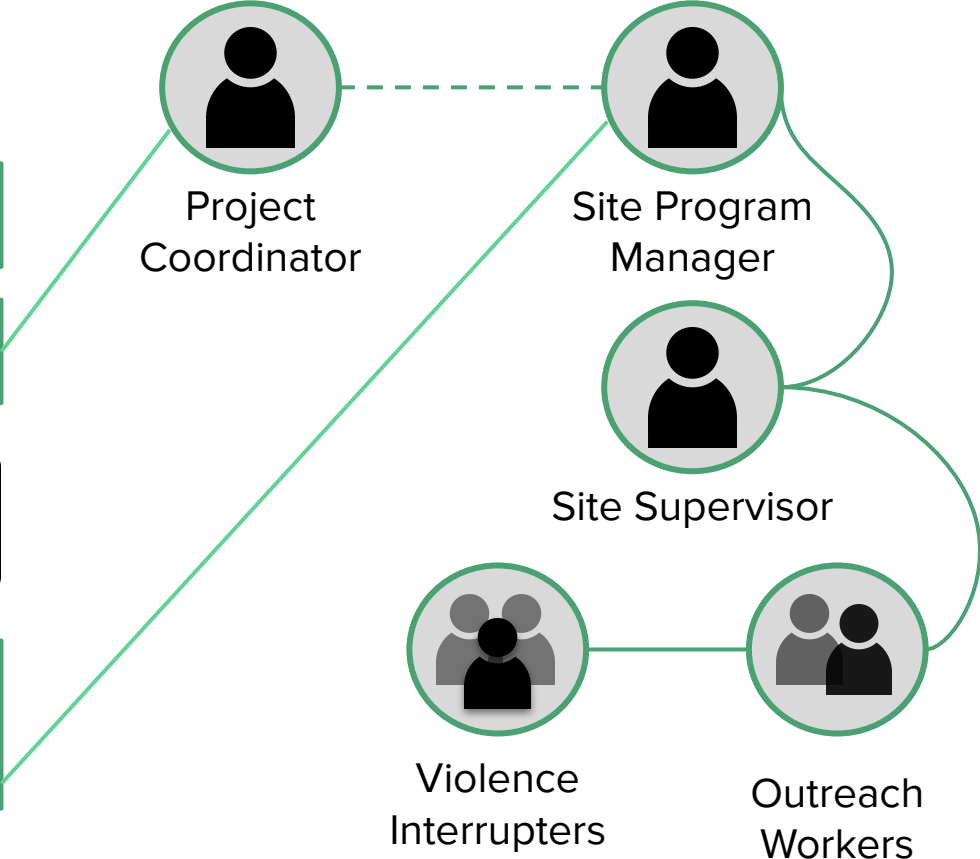 Project
Coordinator
Site Program
Manager
Site Supervisor
Violence
Interrupters
Outreach
Workers